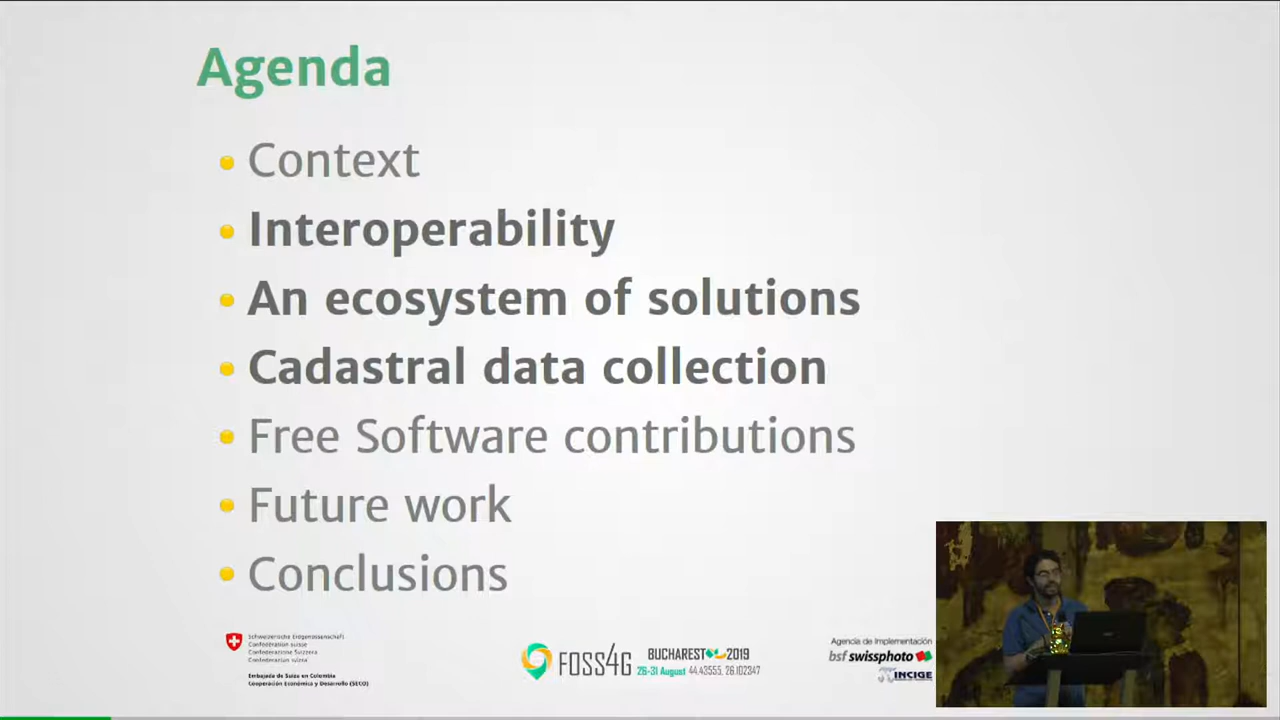 Agenda
Context
Interoperability
An ecosystem of solutions
Cadastral data collection
Free Software contributions
Future work
Conclusions
Schweizerische Eidgenossenschaft
Confédération suisse
Confederazione Svizzera
Confederaziun svizra
Embajada de Suiza en Colombia
Cooperación Económica y Desarrollo (SECO)
FOSS4G
BUCHAREST 2019
26-31 August 44.43555, 26.102347
Agencia de Implementación
bsf swissphoto
INCIGE